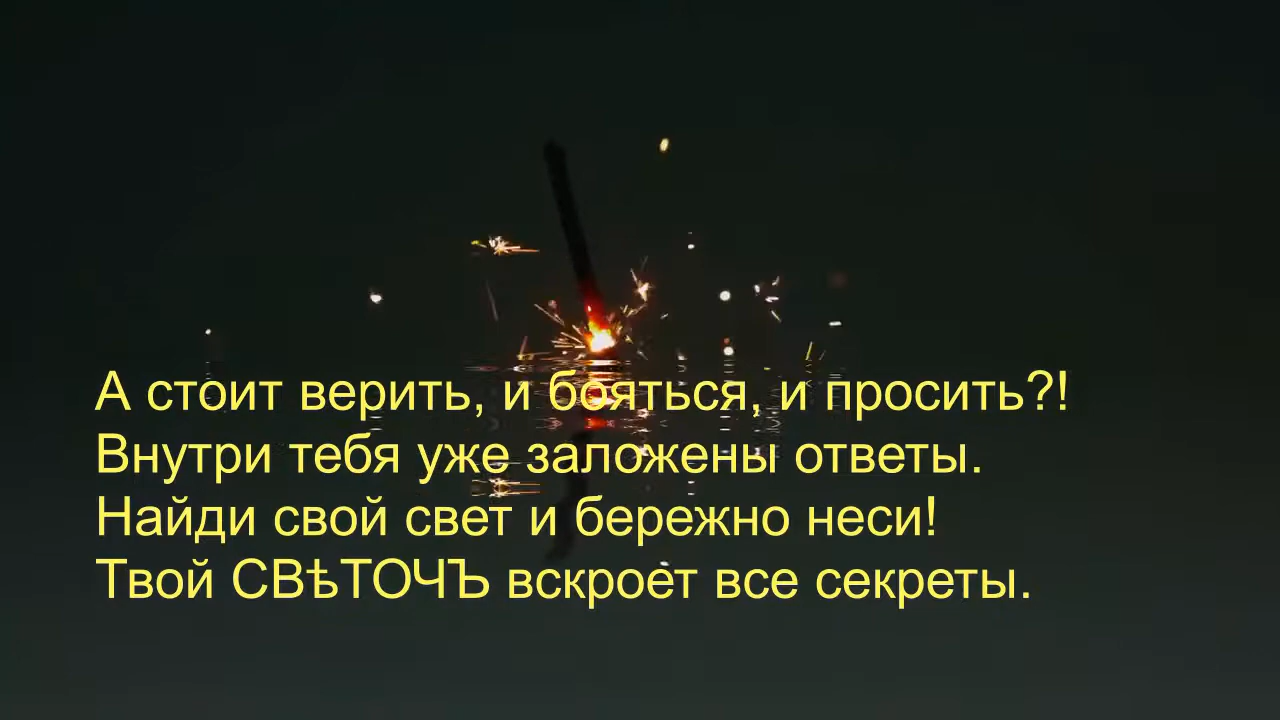 А стоит верить, и бояться, и просить?!
Внутри тебя уже заложены ответы.
Найди свой свет и бережно неси!
Твой СВѣТОЧЪ вскроет все секреты.